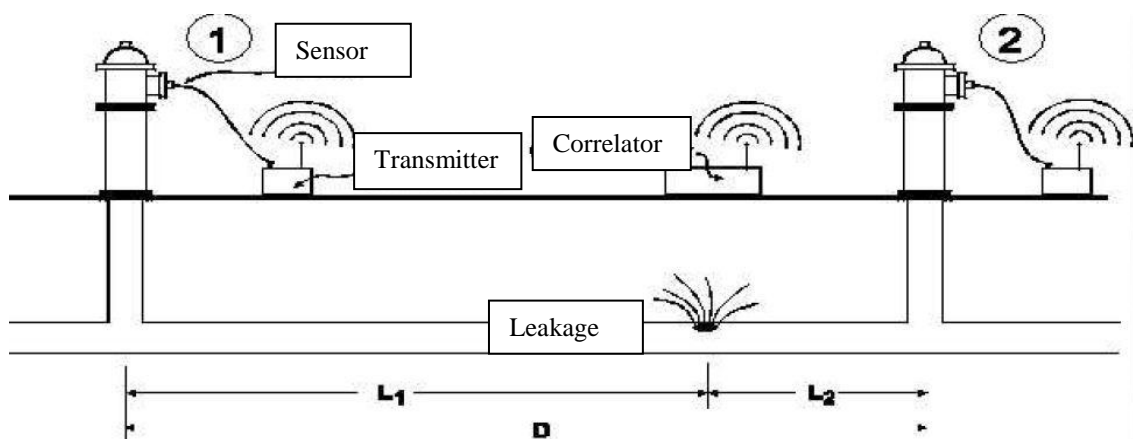 1
Sensor
2
Transmitter
Correlator
Leakage
L1
L2
D